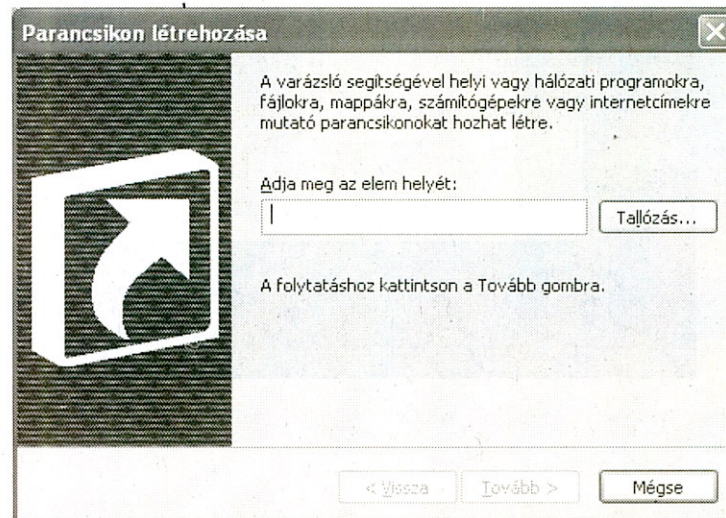 Parancsikon létrehozása
A varázsló segítségével helyi vagy hálózati programokra,
fájlokra, mappákra, számítógépekre vagy internetcímekre
mutató parancsikonokat hozhat létre.
Adja meg az elem helyét:
Tallózás...
A folytatáshoz kattintson a Tovább gombra.
< Vissza
Tovább >
Mégse